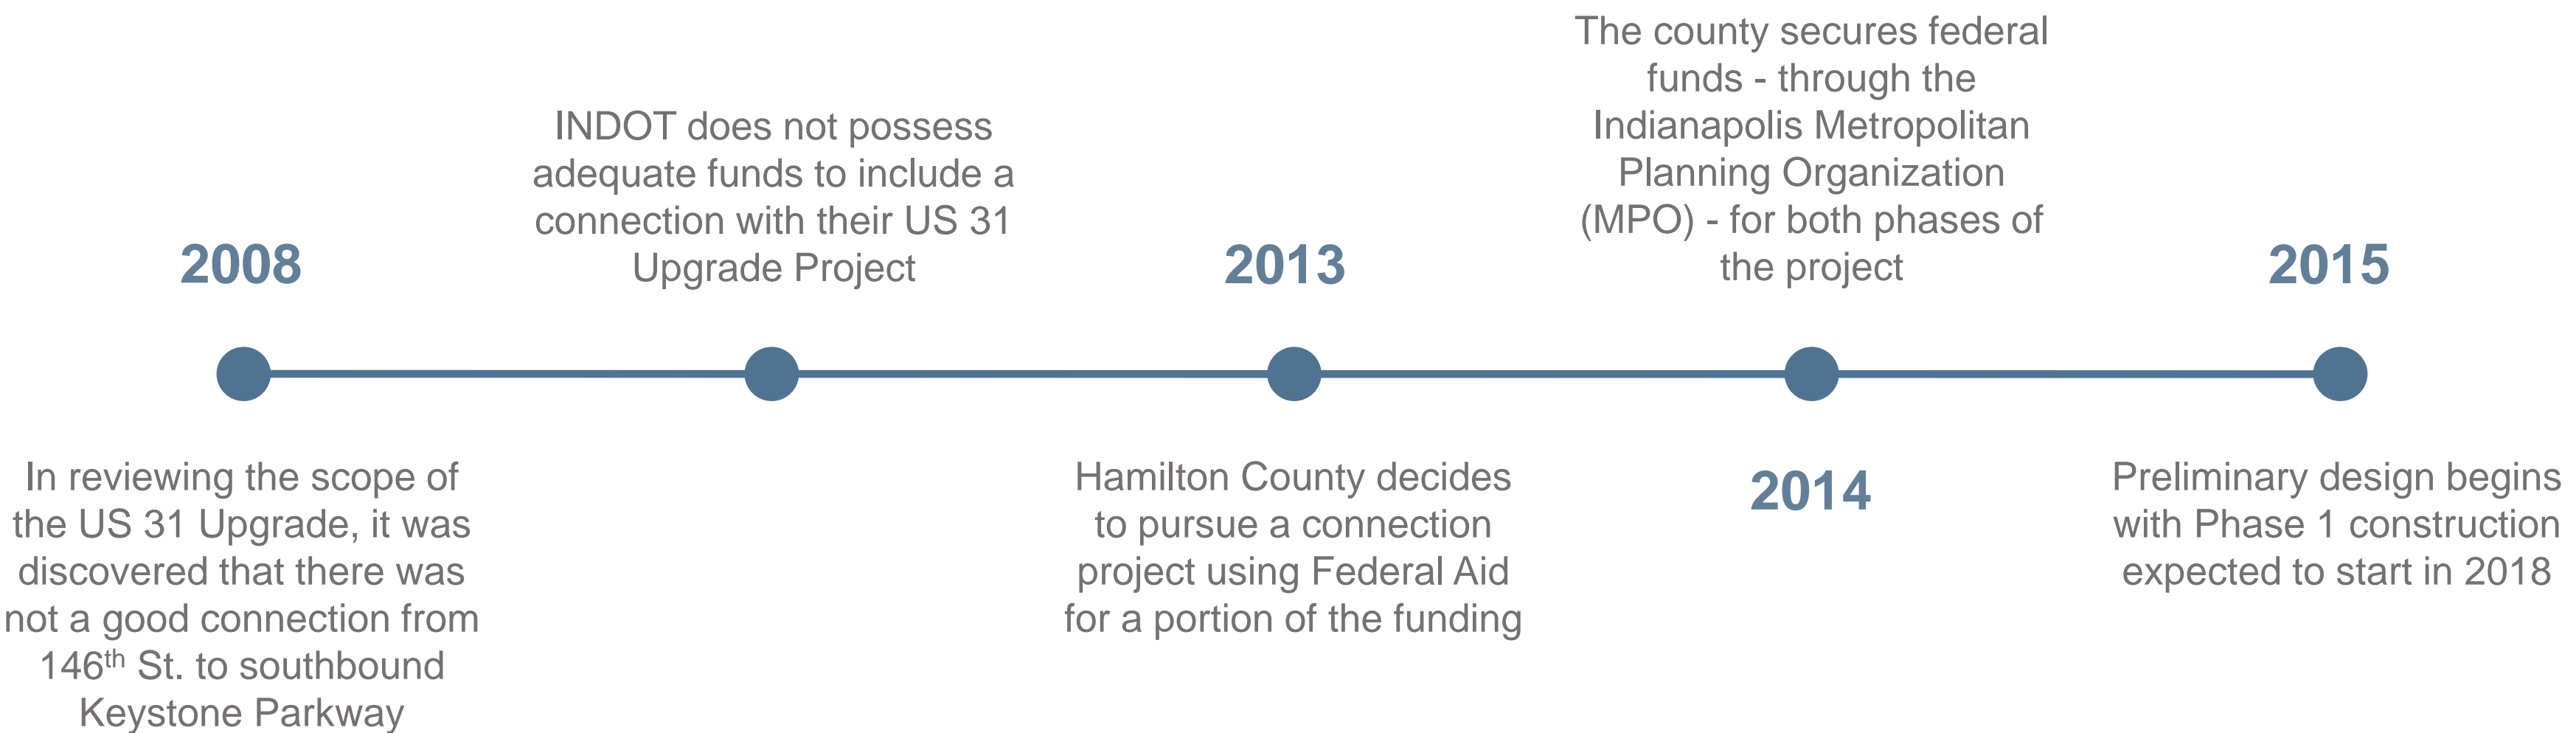 2008
In reviewing the scope of
the US 31 Upgrade, it was
discovered that there was
not a good connection from
146th St. to southbound
Keystone Parkway
INDOT does not possess
adequate funds to include a
connection with their US 31
Upgrade Project
2013
Hamilton County decides
to pursue a connection
project using Federal Aid
for a portion of the funding
The county secures federal
funds - through the
Indianapolis Metropolitan
Planning Organization
(MPO) - for both phases of
the project
2014
2015
Preliminary design begins
with Phase 1 construction
expected to start in 2018